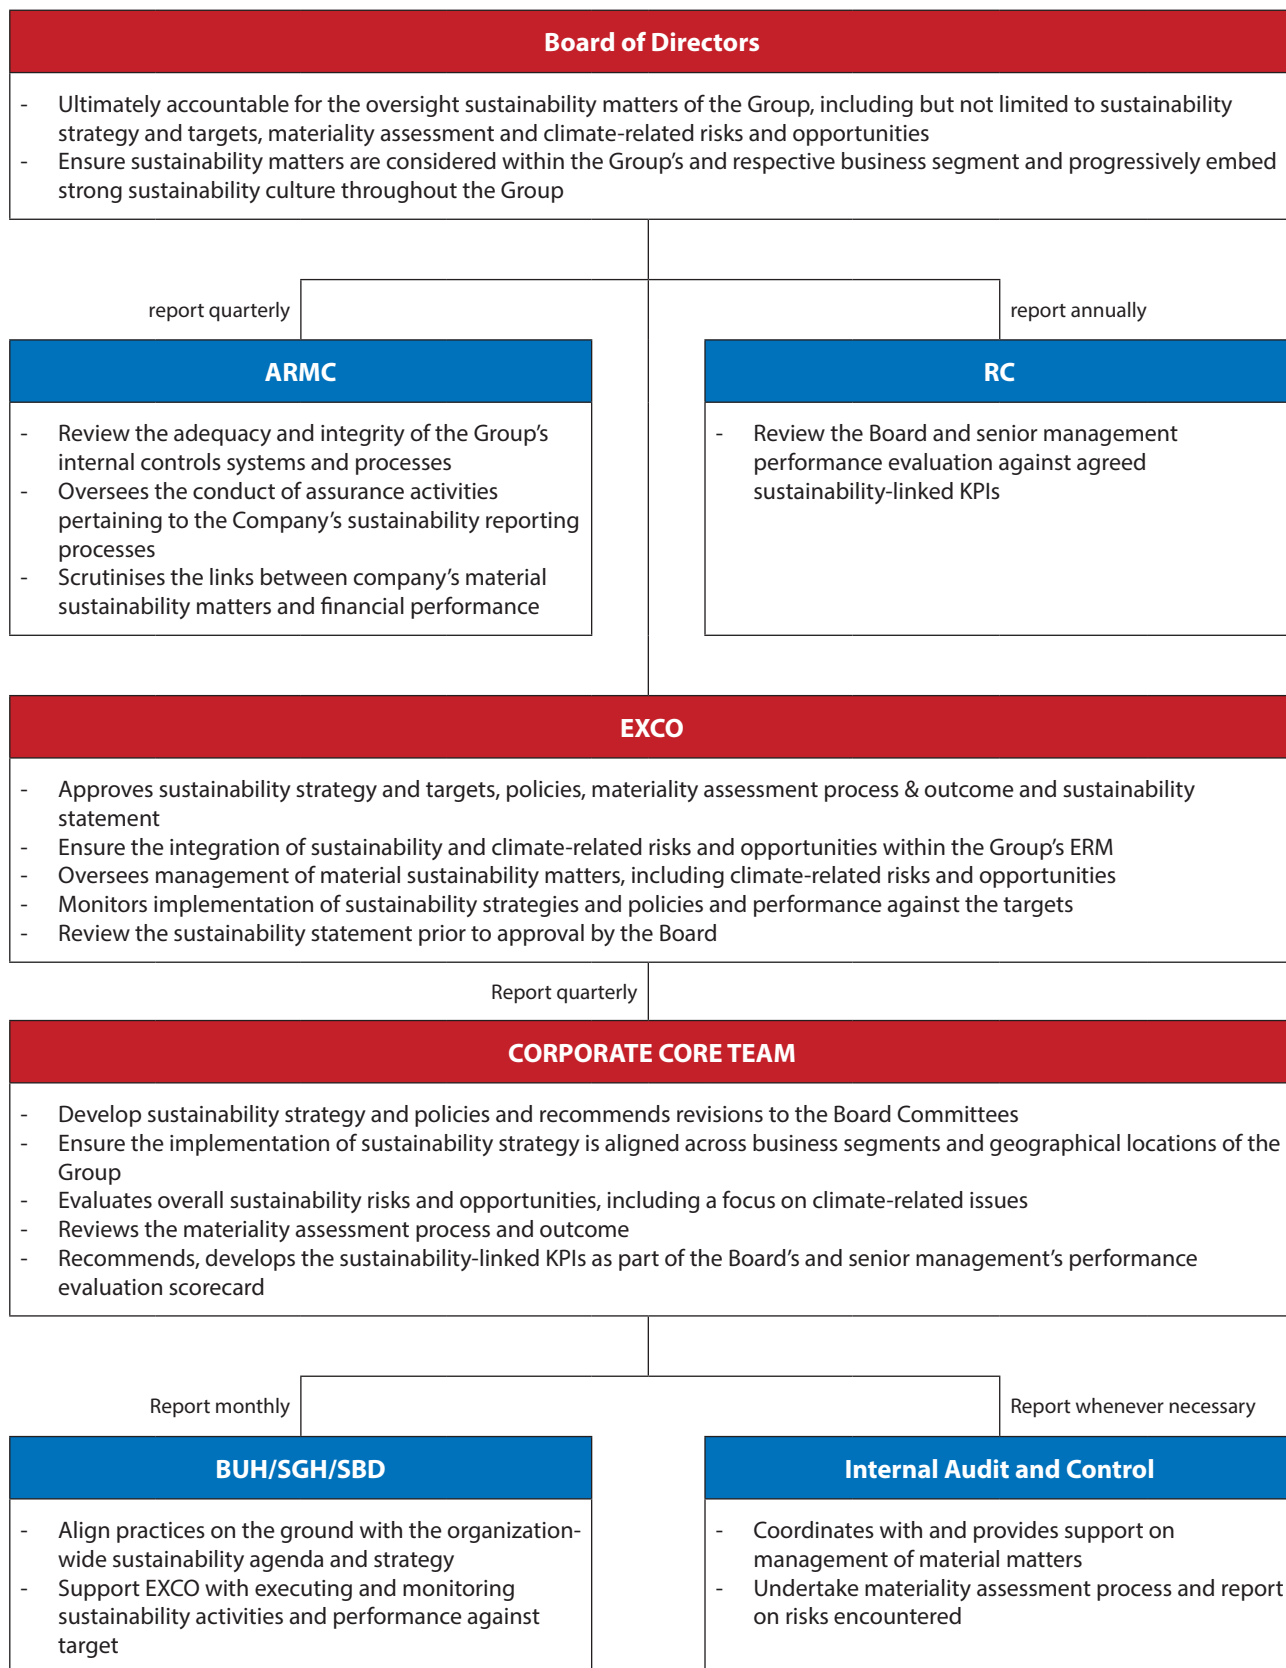 Board of Directors
- Ultimately accountable for the oversight sustainability matters of the Group, including but not limited to sustainability
strategy and targets, materiality assessment and climate-related risks and opportunities
- Ensure sustainability matters are considered within the Group’s and respective business segment and progressively embed
strong sustainability culture throughout the Group
report quarterly
report annually
ARMC
- Review the adequacy and integrity of the Group’s
internal controls systems and processes
- Oversees the conduct of assurance activities
pertaining to the Company’s sustainability reporting
processes
- Scrutinises the links between company’s material
sustainability matters and financial performance
RC
- Review the Board and senior management
performance evaluation against agreed
sustainability-linked KPIs
EXCO
- Approves sustainability strategy and targets, policies, materiality assessment process & outcome and sustainability
statement
- Ensure the integration of sustainability and climate-related risks and opportunities within the Group’s ERM
- Oversees management of material sustainability matters, including climate-related risks and opportunities
- Monitors implementation of sustainability strategies and policies and performance against the targets
- Review the sustainability statement prior to approval by the Board
Report quarterly
CORPORATE CORE TEAM
- Develop sustainability strategy and policies and recommends revisions to the Board Committees
- Ensure the implementation of sustainability strategy is aligned across business segments and geographical locations of the
Group
- Evaluates overall sustainability risks and opportunities, including a focus on climate-related issues
- Reviews the materiality assessment process and outcome
- Recommends, develops the sustainability-linked KPIs as part of the Board’s and senior management’s performance
evaluation scorecard
Report monthly
Report whenever necessary
BUH/SGH/SBD
- Align practices on the ground with the organization-
wide sustainability agenda and strategy
- Support EXCO with executing and monitoring
sustainability activities and performance against
target
Internal Audit and Control
- Coordinates with and provides support on
management of material matters
- Undertake materiality assessment process and report
on risks encountered